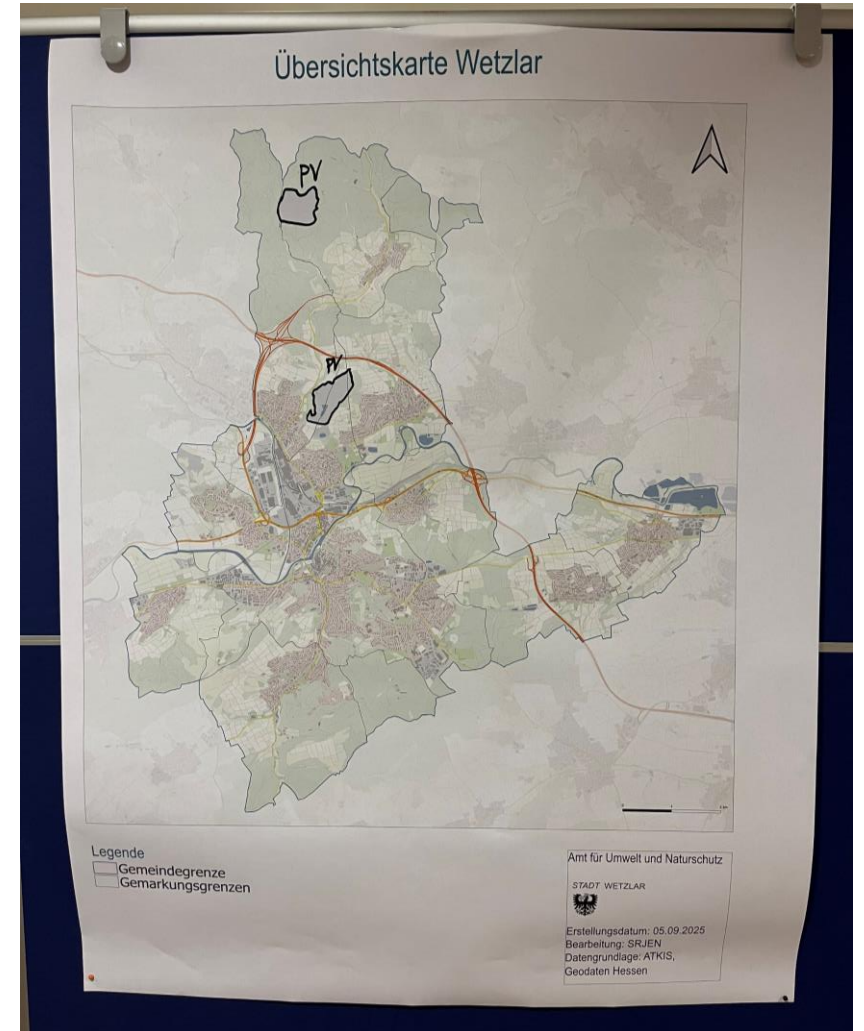 Übersichtskarte Wetzlar
PV
PV
Legende
Gemeindegrenze
Gemarkungsgrenzen
Amt für Umwelt und Naturschutz
STADT WETZLAR
Erstellungsdatum: 05.09.2025
Bearbeitung: SRJEN
Datengrundlage: ATKIS,
Geodaten Hessen